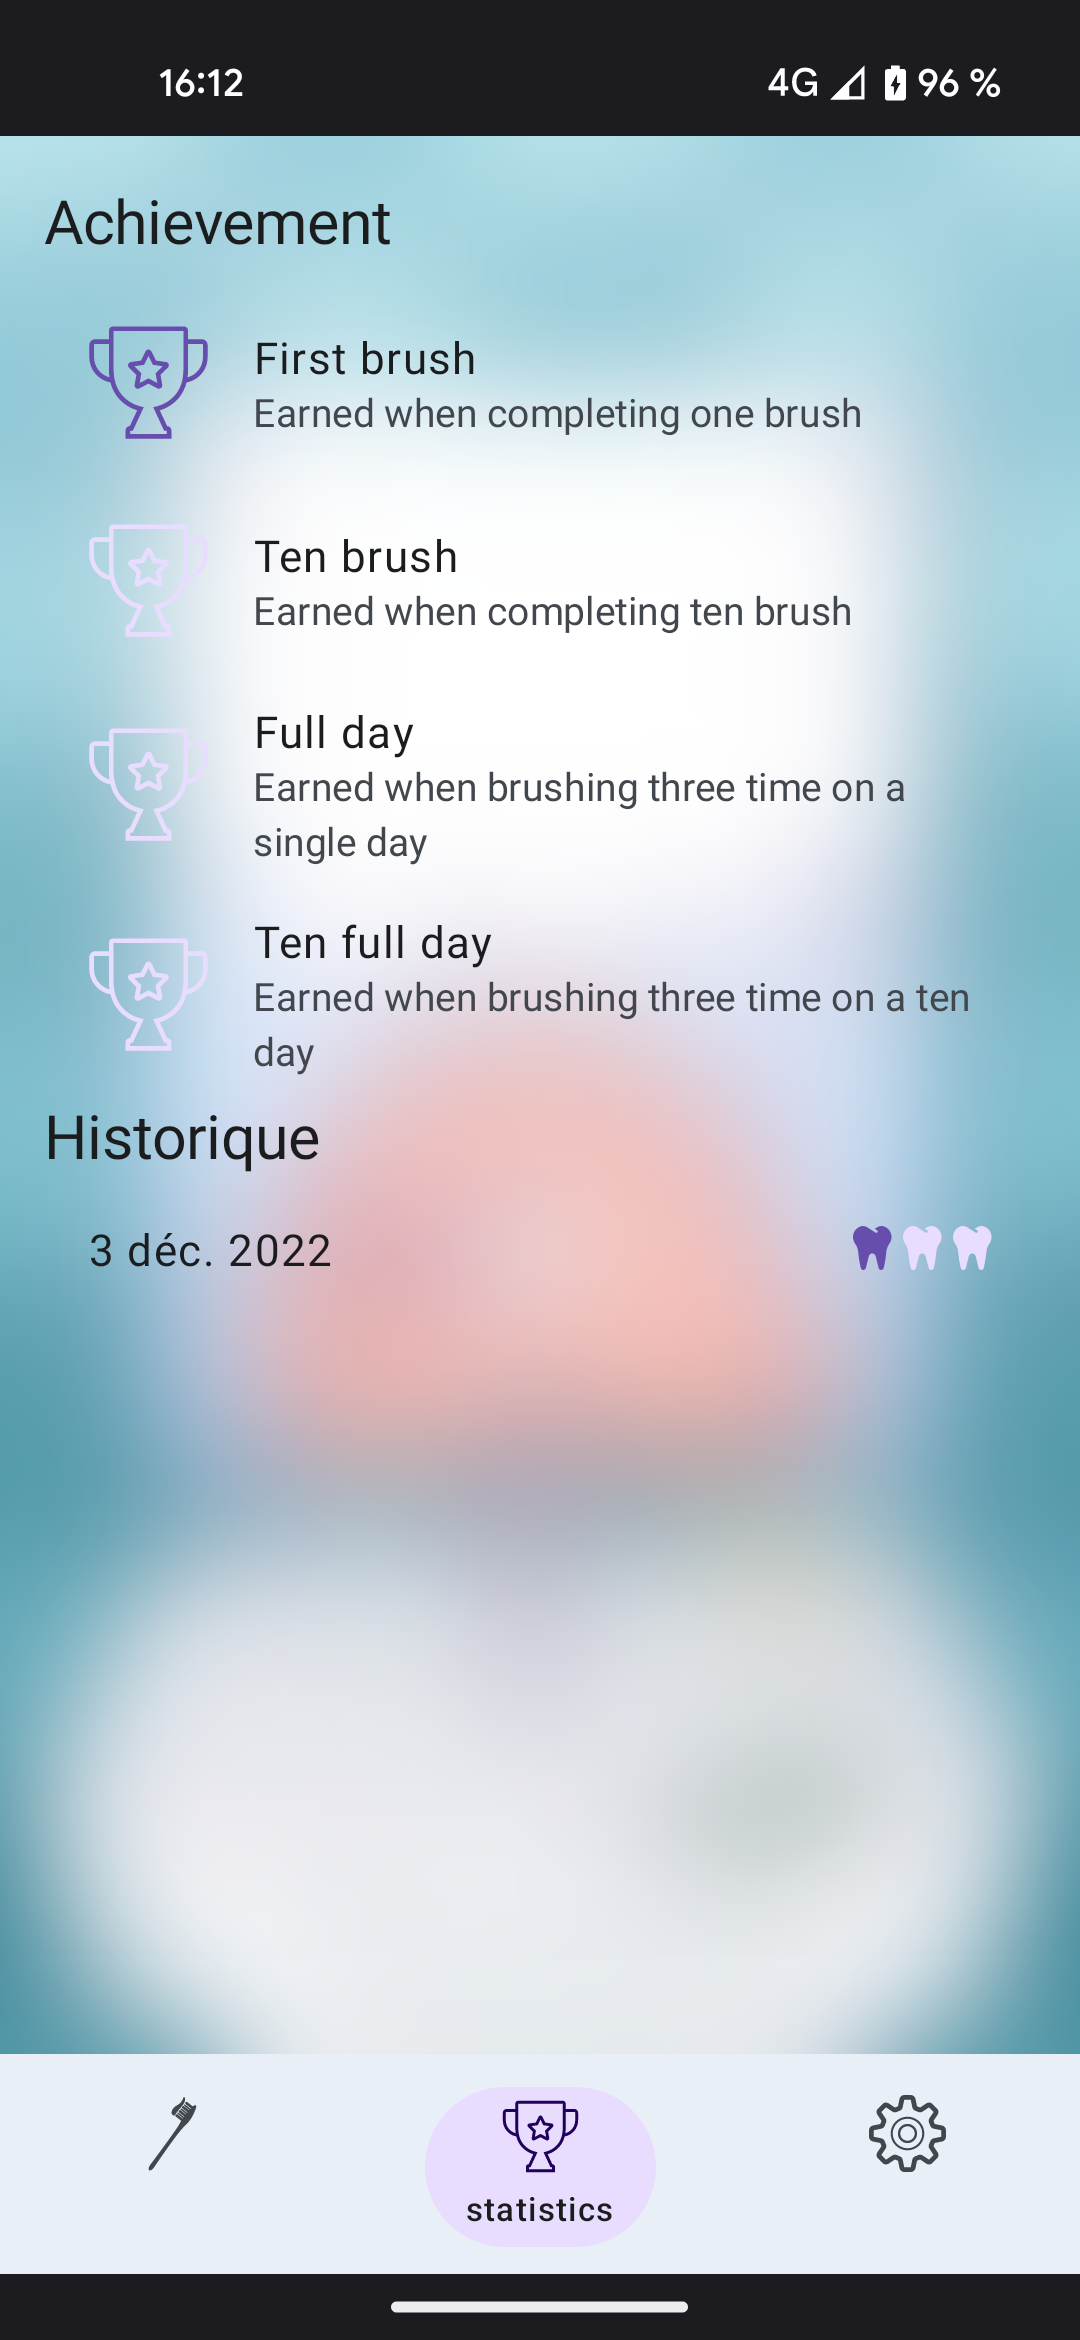 16:12
4G 96 %
Achievement
First brush
Earned when completing one brush
Ten brush
Earned when completing ten brush
Full day
Earned when brushing three time on a
single day
Ten full day
Earned when brushing three time on a ten
day
Historique
3 déc. 2022
statistics